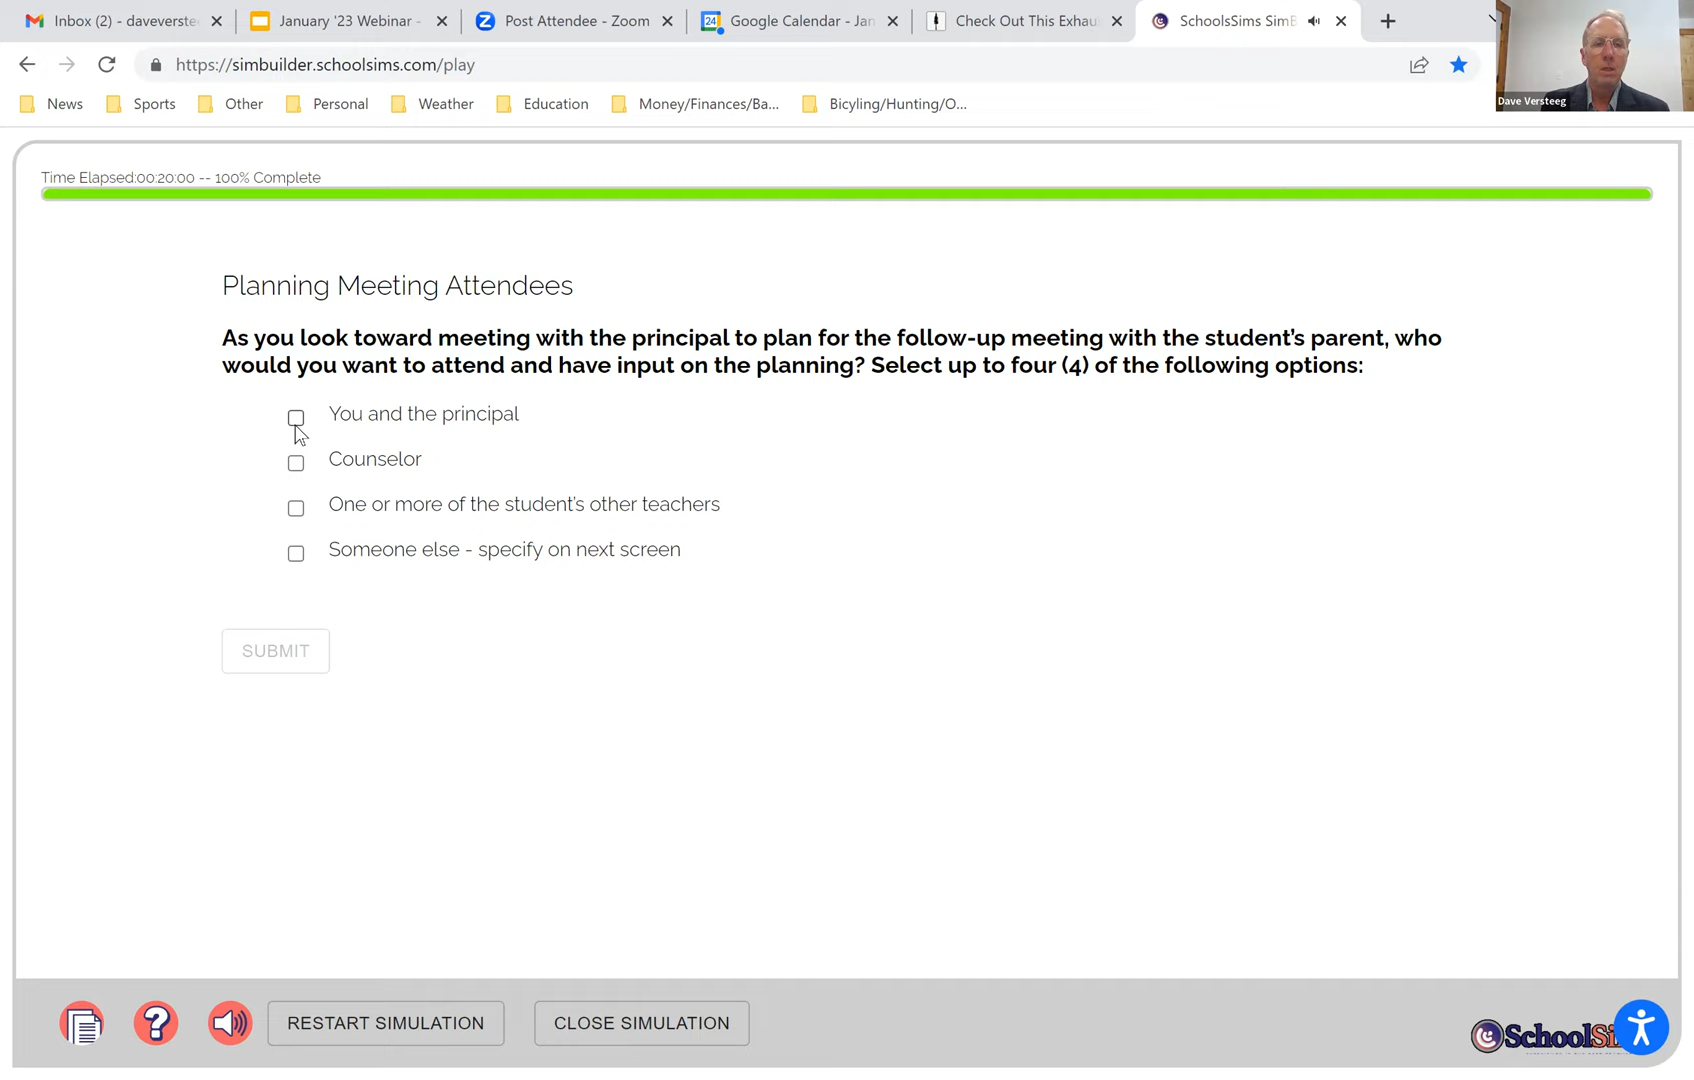 Inbox (2) - daveverste
January '23 Webinar -
Post Attendee - Zoom
24
Google Calendar - Jan
Check Out This Exhau
SchoolsSims SimB
https://simbuilder.schoolsims.com/play
News
Sports
Other
Personal
Weather
Education
Money/Finances/Ba...
Bicyling/Hunting/O...
Dave Versteeg
Time Elapsed:00:20:00 -- 100% Complete
Planning Meeting Attendees
As you look toward meeting with the principal to plan for the follow-up meeting with the student's parent, who
would you want to attend and have input on the planning? Select up to four (4) of the following options:
You and the principal
Counselor
One or more of the student's other teachers
Someone else - specify on next screen
SUBMIT
RESTART SIMULATION
CLOSE SIMULATION